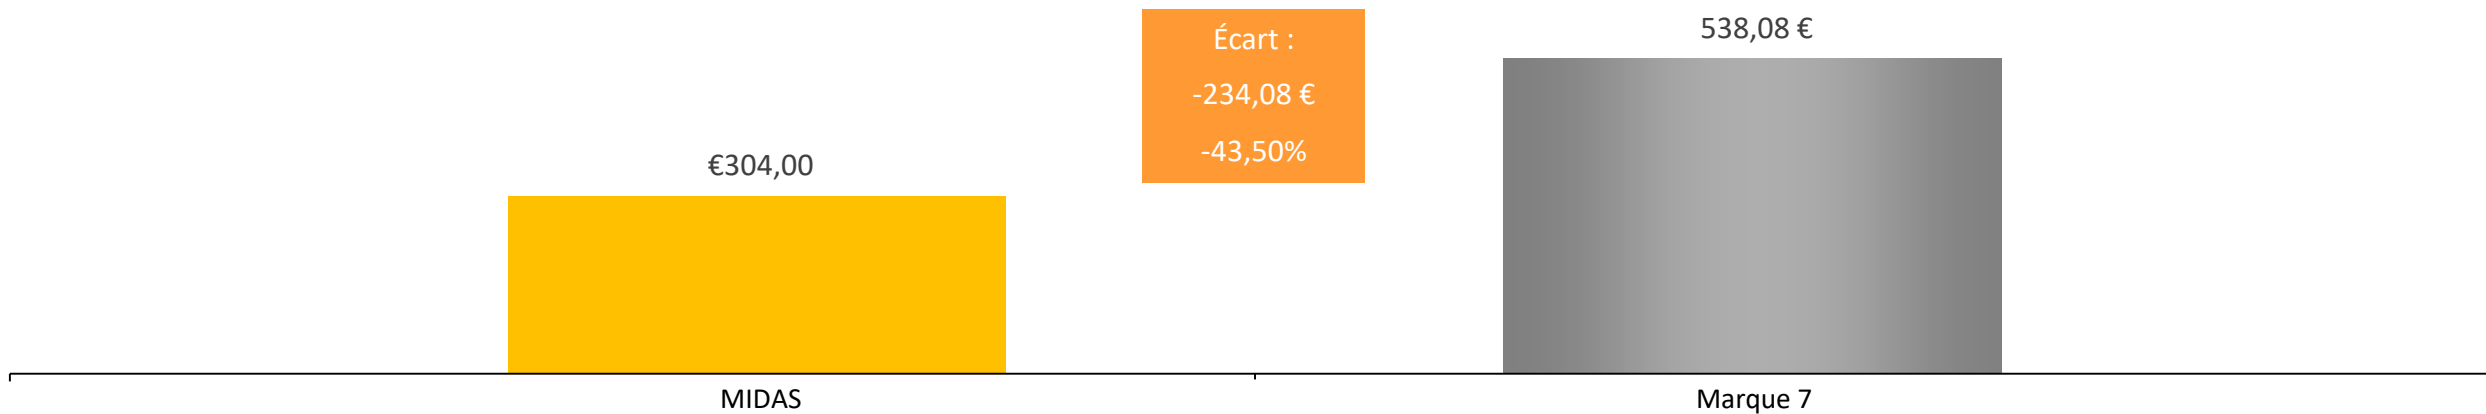 Écart :
-234,08 €
-43,50%
538,08 €
€304,00
MIDAS
Marque 7